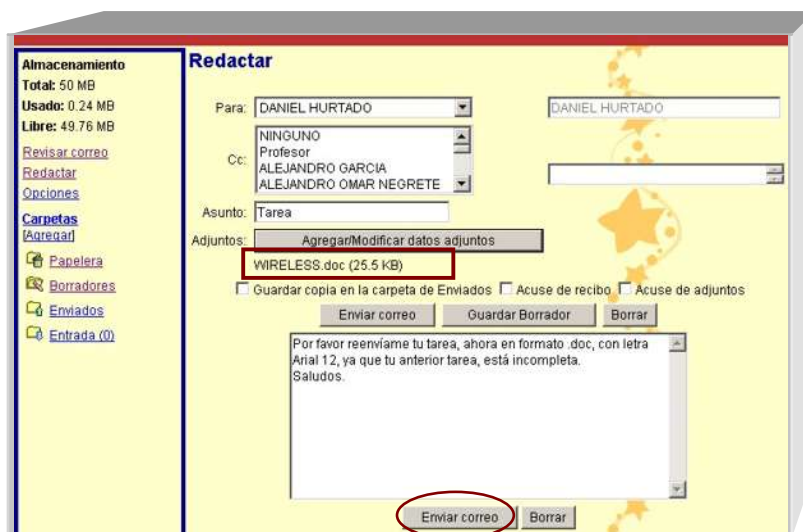 Almacenamiento
Total: 50 MB
Usado: 0.24 MB
Libre: 49.76 MB
Revisar correo
Redactar
Opciones
Carpetas
[Agregar]
Papelera
Borradores
Enviados
Entrada (0)
Redactar
Para: DANIEL HURTADO DANIEL HURTADO
Cc:
NINGUNO
Profesor
ALEJANDRO GARCIA
ALEJANDRO OMAR NEGRETE
Asunto: Tarea
Adjuntos: Agregar/Modificar datos adjuntos
WIRELESS.doc (25.5 KB)
Guardar copia en la carpeta de Enviados Acuse de recibo Acuse de adjuntos
Enviar correo Guardar Borrador Borrar
Por favor reenvíame tu tarea, ahora en formato .doc, con letra
Arial 12, ya que tu anterior tarea, está incompleta.
Saludos.
Enviar correo Borrar